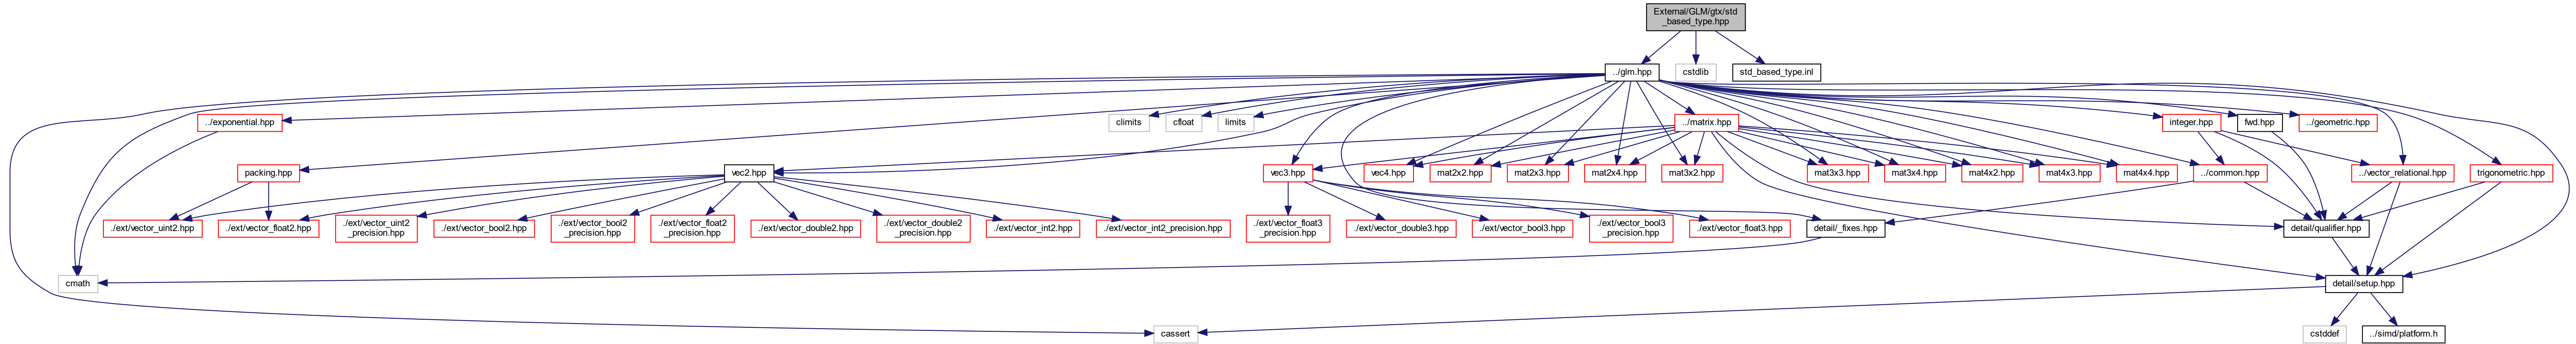 External/GLM/gtx/std
_based_type.hpp
../glm.hpp
cstdlib
std_based_type.inl
../exponential.hpp
climits
cfloat
limits
../matrix.hpp
integer.hpp
fwd.hpp
../geometric.hpp
packing.hpp
vec2.hpp
vec3.hpp
vec4.hpp
mat2x2.hpp
mat2x3.hpp
mat2x4.hpp
mat3x2.hpp
mat3x3.hpp
mat3x4.hpp
mat4x2.hpp
mat4x3.hpp
mat4x4.hpp
../common.hpp
../vector_relational.hpp
trigonometric.hpp
./ext/vector_uint2.hpp
./ext/vector_float2.hpp
./ext/vector_uint2
_precision.hpp
./ext/vector_bool2.hpp
./ext/vector_bool2
_precision.hpp
./ext/vector_float2
_precision.hpp
./ext/vector_double2.hpp
./ext/vector_double2
_precision.hpp
./ext/vector_int2.hpp
./ext/vector_int2_precision.hpp
./ext/vector_float3
_precision.hpp
./ext/vector_double3.hpp
./ext/vector_bool3.hpp
./ext/vector_bool3
_precision.hpp
./ext/vector_float3.hpp
detail/_fixes.hpp
detail/qualifier.hpp
cmath
detail/setup.hpp
cassert
cstddef
../simd/platform.h